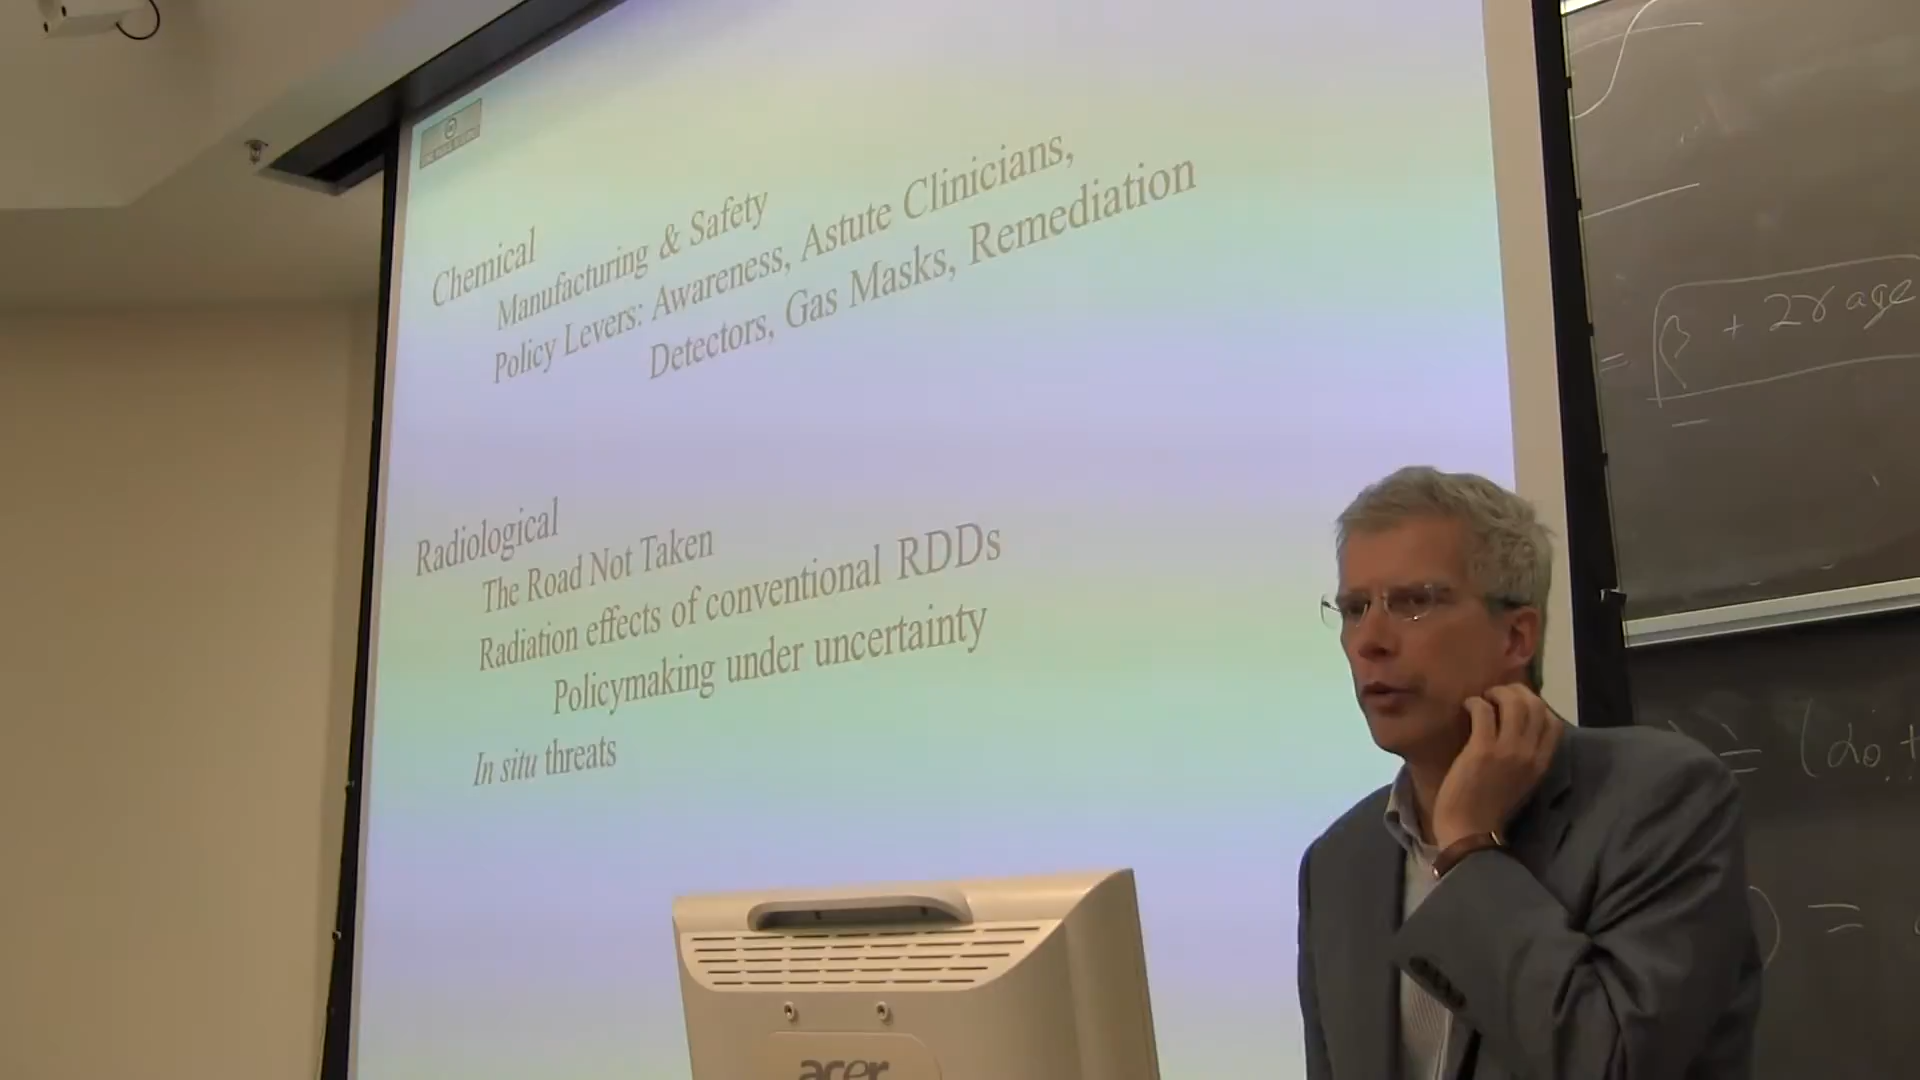 Chemical
Manufacturing & Safety
Policy Levers: Awareness, Astute Clinicians,
Detectors, Gas Masks, Remediation
Radiological
The Road Not Taken
Radiation effects of conventional RDDs
Policymaking under uncertainty
In situ threats
= β + 2γ age
= (α₀ +
) =
acer